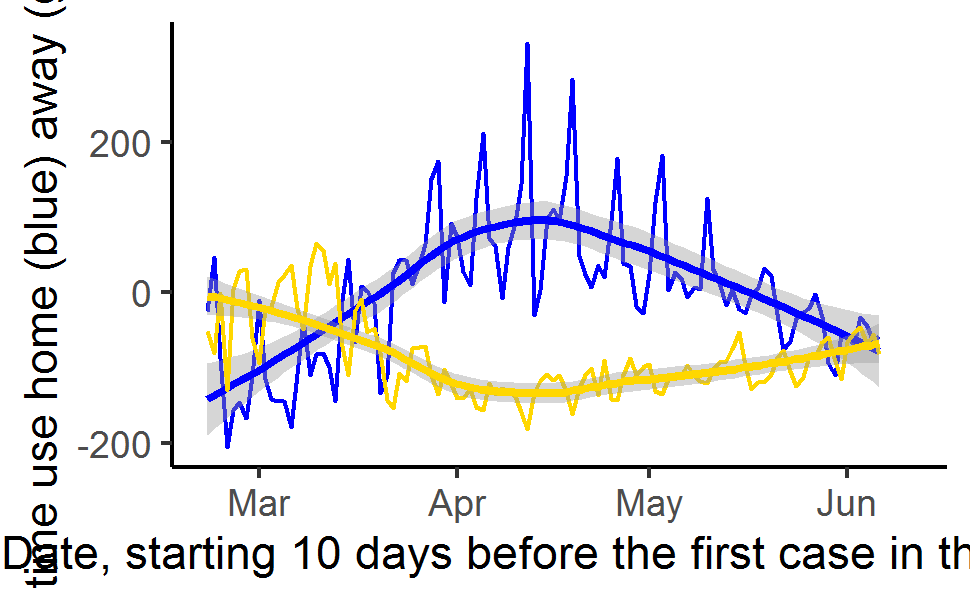 time use home (blue) away (
200
0
-200
Mar Apr May Jun
Date, starting 10 days before the first case in th